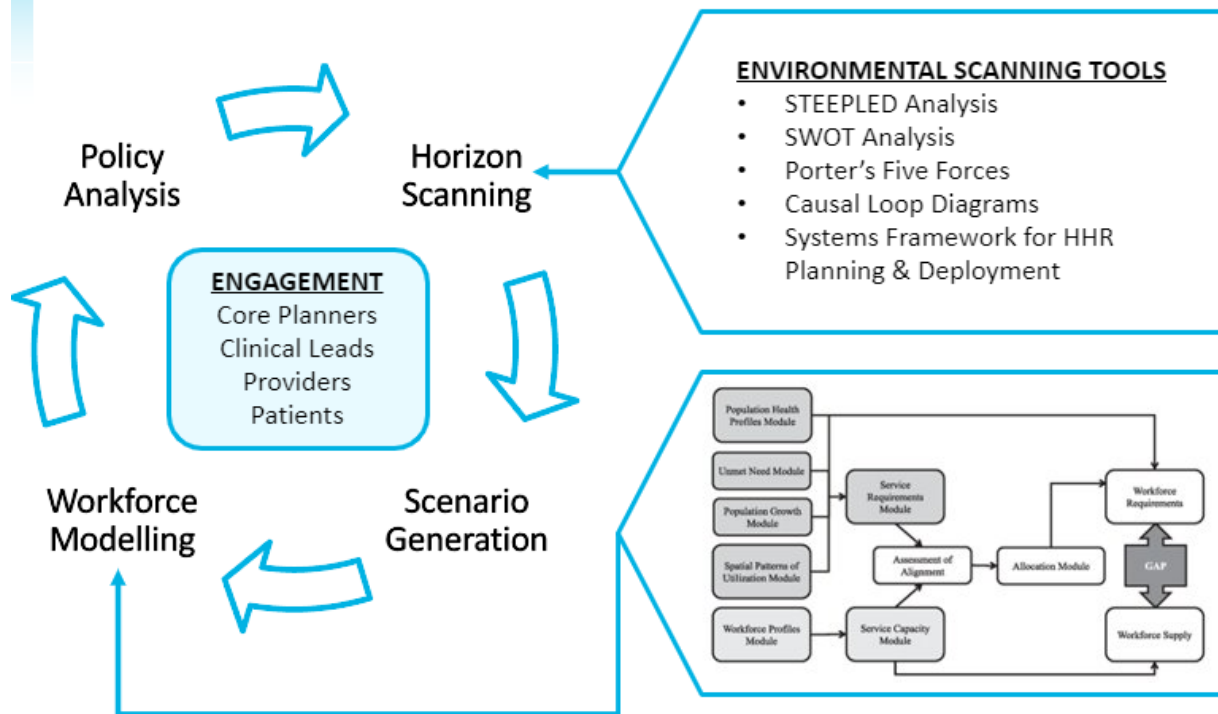 Policy
Analysis
Horizon
Scanning
ENGAGEMENT
Core Planners
Clinical Leads
Providers
Patients
Workforce
Modelling
Scenario
Generation
ENVIRONMENTAL SCANNING TOOLS
• STEEPLED Analysis
• SWOT Analysis
• Porter’s Five Forces
• Causal Loop Diagrams
• Systems Framework for HHR
Planning & Deployment
Population Health
Profiles Module
Unmet Need Module
Population Growth
Module
Spatial Patterns of
Utilization Module
Workforce Profiles
Module
Service
Requirements
Module
Assessment of
Alignment
Service Capacity
Module
Allocation Module
Workforce
Requirements
GAP
Workforce Supply